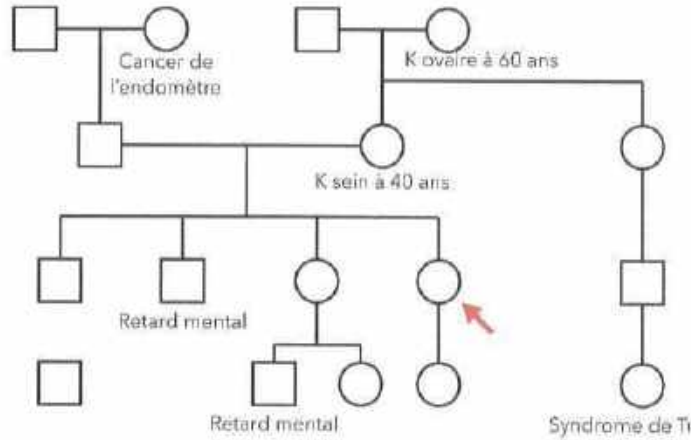 Cancer de
l'endomètre
K ovaire à 60 ans
K sein à 40 ans
Retard mental
Retard mental
Syndrome de